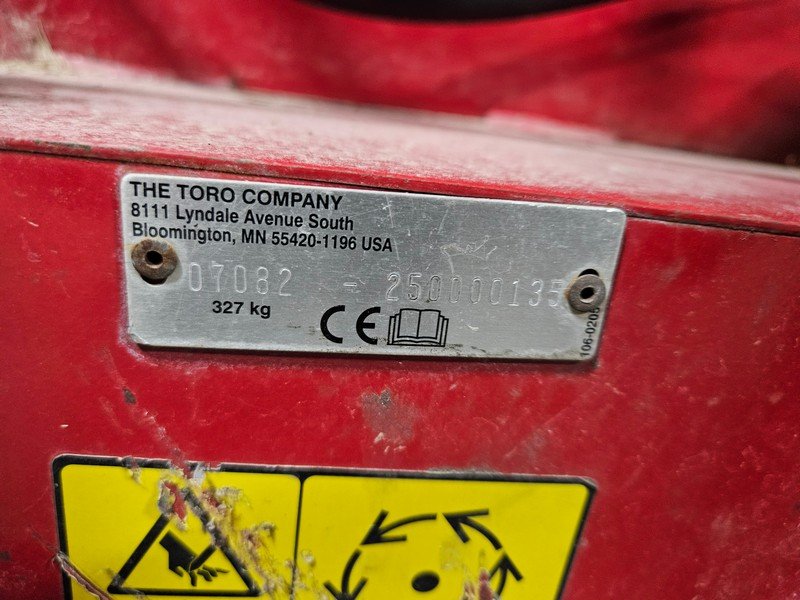 THE TORO COMPANY
8111 Lyndale Avenue South
Bloomington, MN 55420-1196 USA
07082 - 250000135
327 kg
CE
106-0205